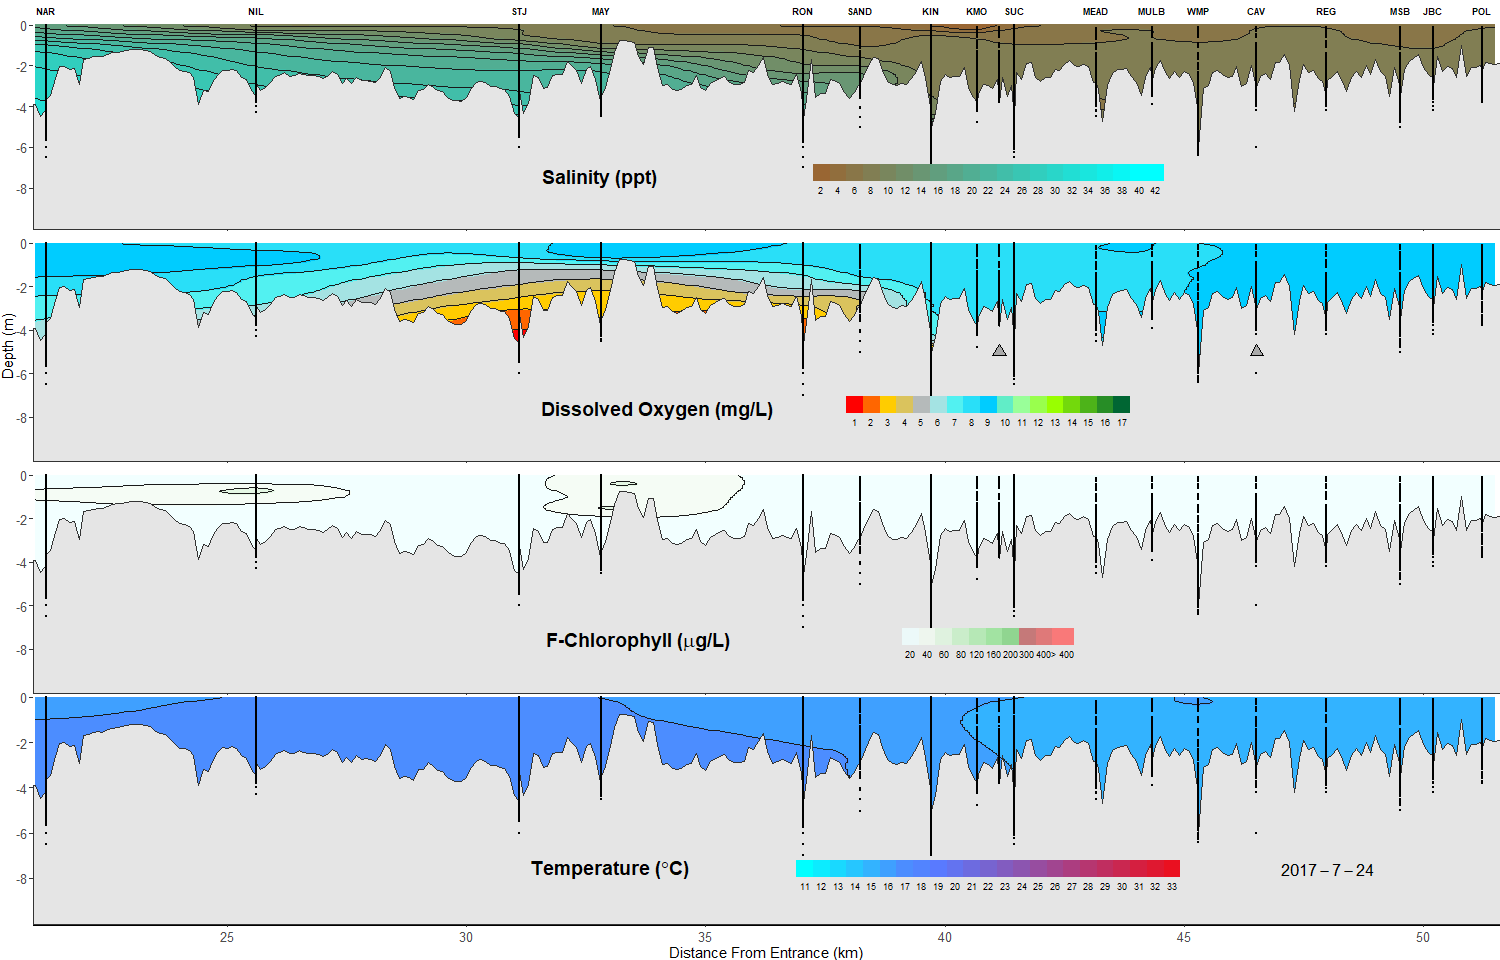 NAR NIL STJ MAY RON SAND KIN KMO SUC MEAD MULB WMP CAV REG MSB JBC POL
0
-2
-4
-6
-8
Salinity (ppt)
2 4 6 8 10 12 14 16 18 20 22 24 26 28 30 32 34 36 38 40 42
0
-2
-4
-6
-8
Depth (m)
Dissolved Oxygen (mg/L)
1 2 3 4 5 6 7 8 9 10 11 12 13 14 15 16 17
0
-2
-4
-6
-8
F-Chlorophyll (µg/L)
20 40 60 80 120 160 200 300 400> 400
0
-2
-4
-6
-8
Temperature (°C)
11 12 13 14 15 16 17 18 19 20 21 22 23 24 25 26 27 28 29 30 31 32 33
2017 – 7 – 24
25 30 35 40 45 50
Distance From Entrance (km)